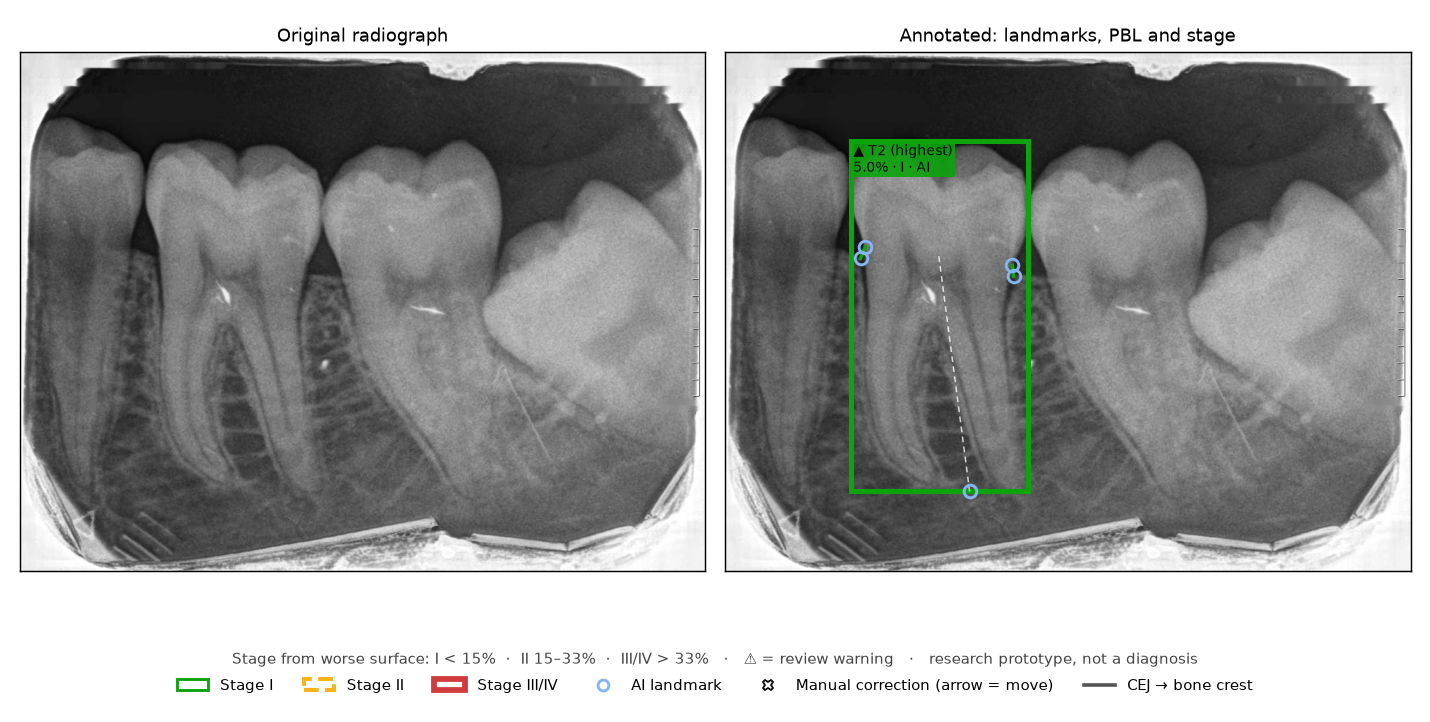 Original radiograph
Annotated: landmarks, PBL and stage
▲ T2 (highest)
5.0% · I · AI
Stage from worse surface: I < 15% · II 15–33% · III/IV > 33% · ⚠ = review warning · research prototype, not a diagnosis
Stage I
Stage II
Stage III/IV
AI landmark
Manual correction (arrow = move)
CEJ → bone crest